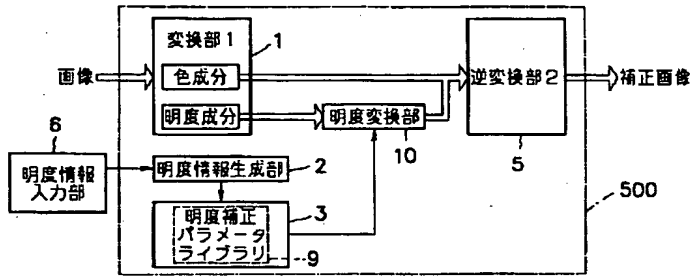 変換部1
1
色成分
明度成分
画像
明度変換部
10
逆変換部2
5
補正画像
6
明度情報
入力部
明度情報生成部
2
明度補正
パラメータ
ライブラリ
3
9
500